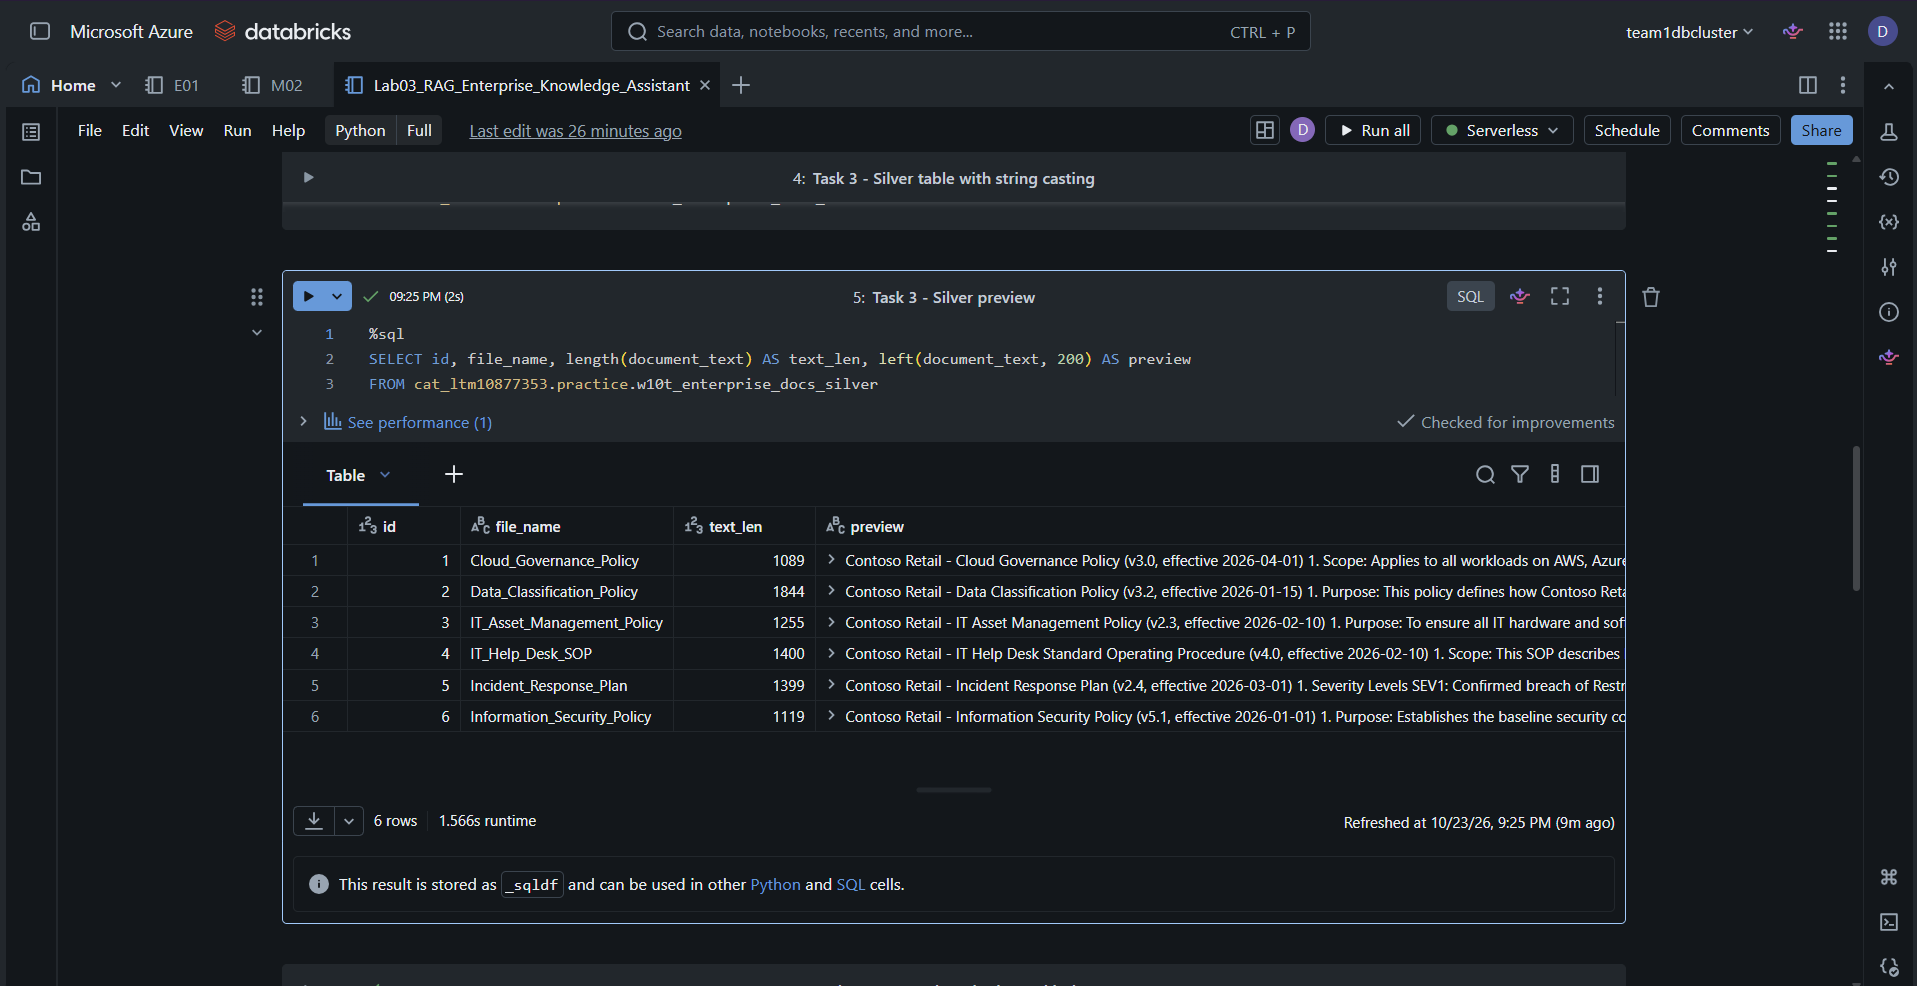 Microsoft Azure databricks
Search data, notebooks, recents, and more... CTRL + P
team1dbcluster
D
Home
E01
M02
Lab03_RAG_Enterprise_Knowledge_Assistant
File Edit View Run Help Python Full Last edit was 26 minutes ago
D Run all Serverless Schedule Comments Share
4: Task 3 - Silver table with string casting
09:25 PM (2s)
5: Task 3 - Silver preview
SQL
1 %sql
2 SELECT id, file_name, length(document_text) AS text_len, left(document_text, 200) AS preview
3 FROM cat_ltm10877353.practice.w10t_enterprise_docs_silver
See performance (1)
Checked for improvements
Table
id file_name text_len preview
1 1 Cloud_Governance_Policy 1089 Contoso Retail - Cloud Governance Policy (v3.0, effective 2026-04-01) 1. Scope: Applies to all workloads on AWS, Azure
2 2 Data_Classification_Policy 1844 Contoso Retail - Data Classification Policy (v3.2, effective 2026-01-15) 1. Purpose: This policy defines how Contoso Reta
3 3 IT_Asset_Management_Policy 1255 Contoso Retail - IT Asset Management Policy (v2.3, effective 2026-02-10) 1. Purpose: To ensure all IT hardware and sof
4 4 IT_Help_Desk_SOP 1400 Contoso Retail - IT Help Desk Standard Operating Procedure (v4.0, effective 2026-02-10) 1. Scope: This SOP describes
5 5 Incident_Response_Plan 1399 Contoso Retail - Incident Response Plan (v2.4, effective 2026-03-01) 1. Severity Levels SEV1: Confirmed breach of Restr
6 6 Information_Security_Policy 1119 Contoso Retail - Information Security Policy (v5.1, effective 2026-01-01) 1. Purpose: Establishes the baseline security co
6 rows 1.566s runtime
Refreshed at 10/23/26, 9:25 PM (9m ago)
This result is stored as _sqldf and can be used in other Python and SQL cells.